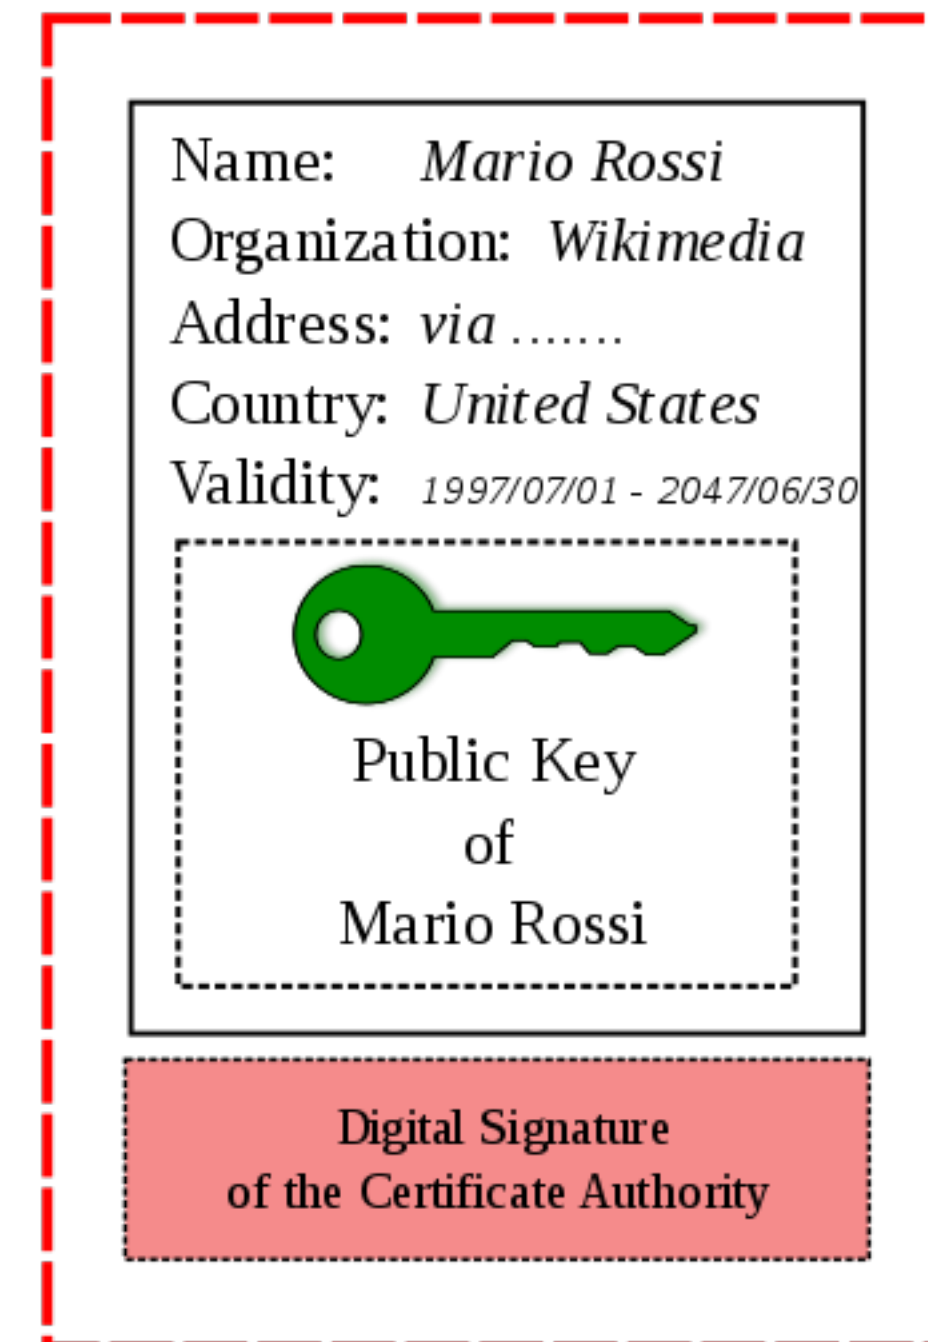 Name: Mario Rossi
Organization: Wikimedia
Address: via .......
Country: United States
Validity: 1997/07/01 - 2047/06/30
Public Key
of
Mario Rossi
Digital Signature
of the Certificate Authority